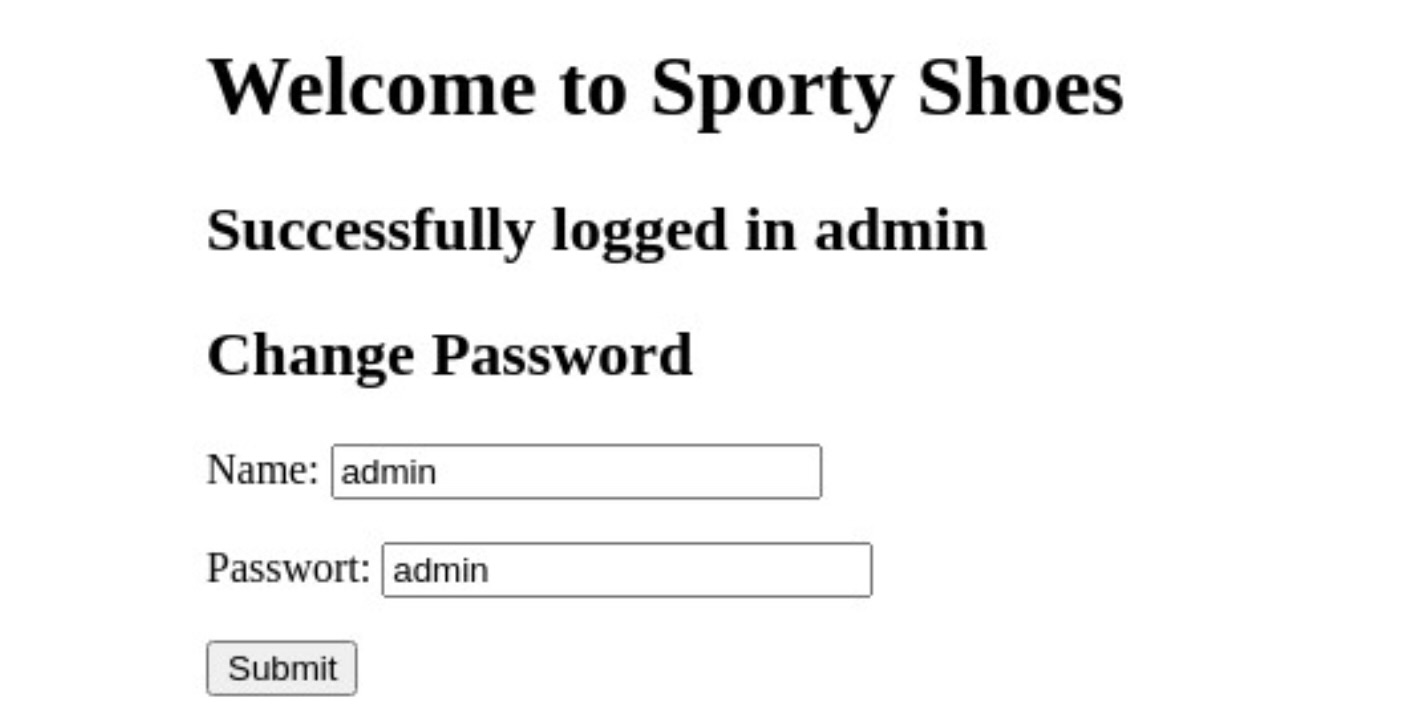 Welcome to Sporty Shoes
Successfully logged in admin
Change Password
Name: admin
Passwort: admin
Submit